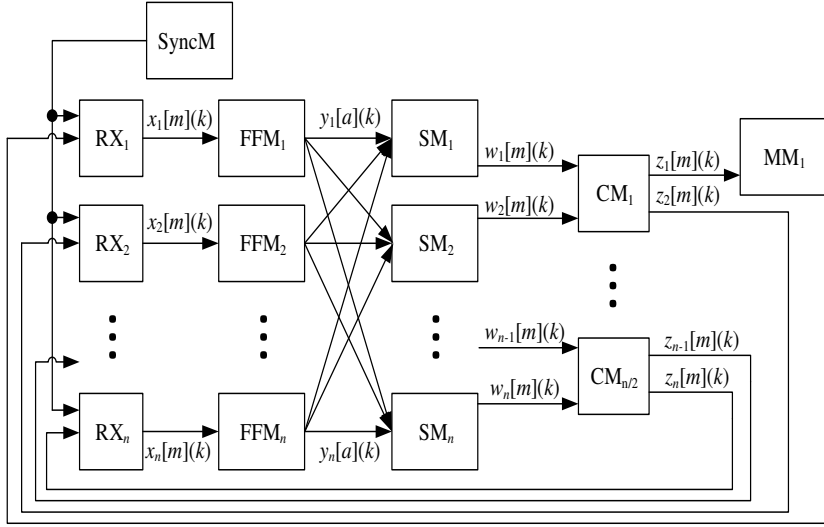 SyncM
RX₁
x₁[m](k)
FFM₁
y₁[a](k)
SM₁
w₁[m](k)
CM₁
z₁[m](k)
z₂[m](k)
MM₁
RX₂
x₂[m](k)
FFM₂
SM₂
w₂[m](k)
wₙ₋₁[m](k)
CMn/2
zₙ₋₁[m](k)
zₙ[m](k)
RXₙ
xₙ[m](k)
FFMₙ
yₙ[a](k)
SMₙ
wₙ[m](k)